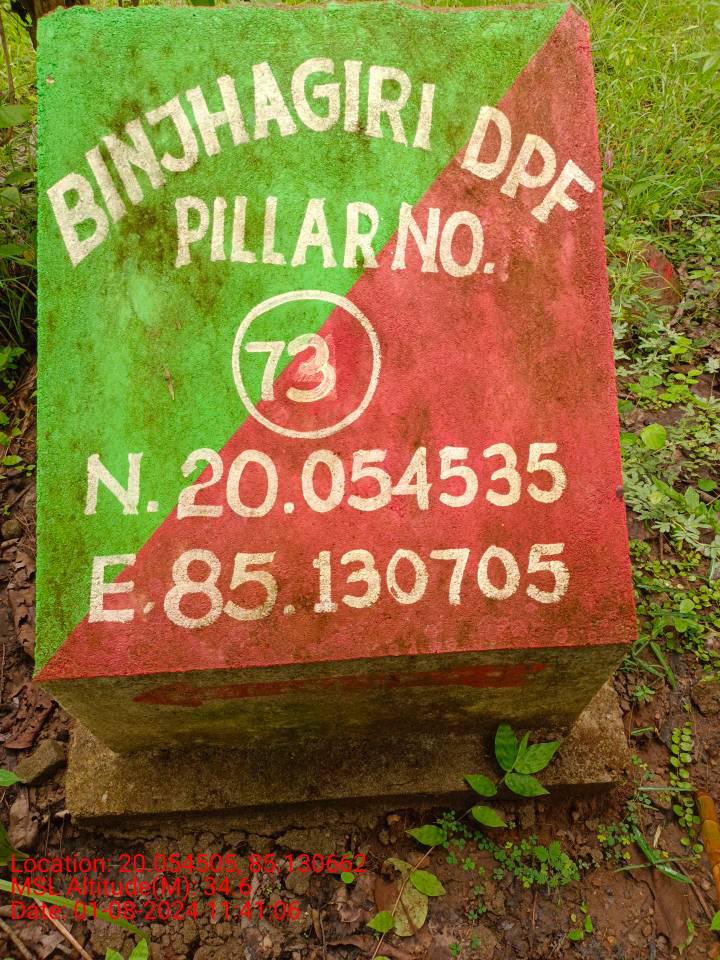 BINJHAGIRI DPF
PILLAR NO.
73
N. 20.054535
E. 85.130705
Location: 20.054505, 85.130662
MSL Altitude(M): 34.6
Date: 01-08-2024 11:41:06